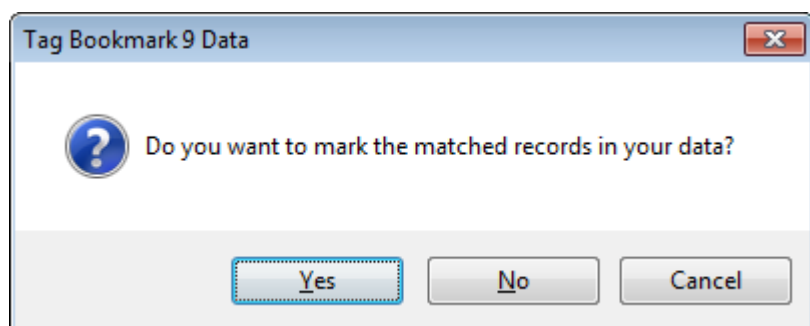 Tag Bookmark 9 Data
Do you want to mark the matched records in your data?
Yes No Cancel